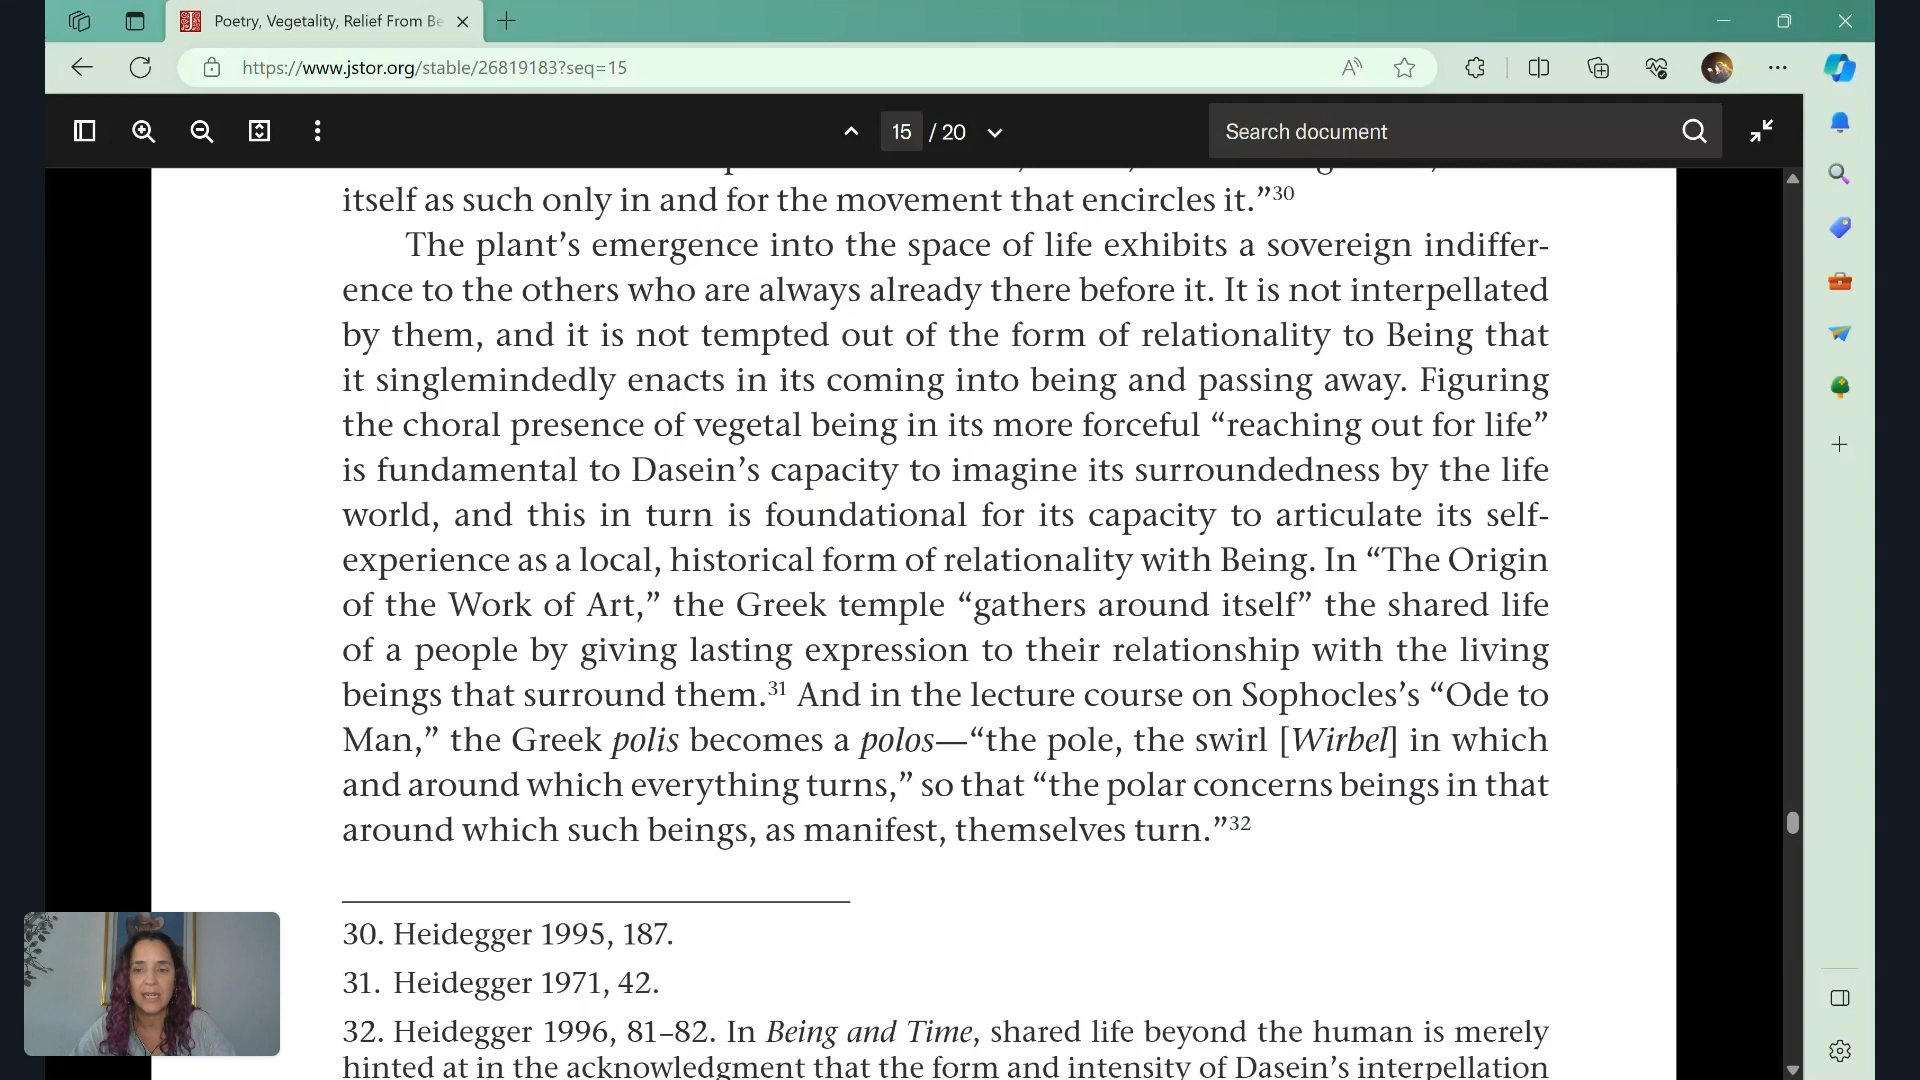 Poetry, Vegetality, Relief From Be
https://www.jstor.org/stable/26819183?seq=15
15 / 20
Search document
itself as such only in and for the movement that encircles it.”30
The plant’s emergence into the space of life exhibits a sovereign indiffer-
ence to the others who are always already there before it. It is not interpellated
by them, and it is not tempted out of the form of relationality to Being that
it singlemindedly enacts in its coming into being and passing away. Figuring
the choral presence of vegetal being in its more forceful “reaching out for life”
is fundamental to Dasein’s capacity to imagine its surroundedness by the life
world, and this in turn is foundational for its capacity to articulate its self-
experience as a local, historical form of relationality with Being. In “The Origin
of the Work of Art,” the Greek temple “gathers around itself” the shared life
of a people by giving lasting expression to their relationship with the living
beings that surround them.31 And in the lecture course on Sophocles’s “Ode to
Man,” the Greek polis becomes a polos—“the pole, the swirl [Wirbel] in which
and around which everything turns,” so that “the polar concerns beings in that
around which such beings, as manifest, themselves turn.”32
30. Heidegger 1995, 187.
31. Heidegger 1971, 42.
32. Heidegger 1996, 81–82. In Being and Time, shared life beyond the human is merely
hinted at in the acknowledgment that the form and intensity of Dasein’s interpellation